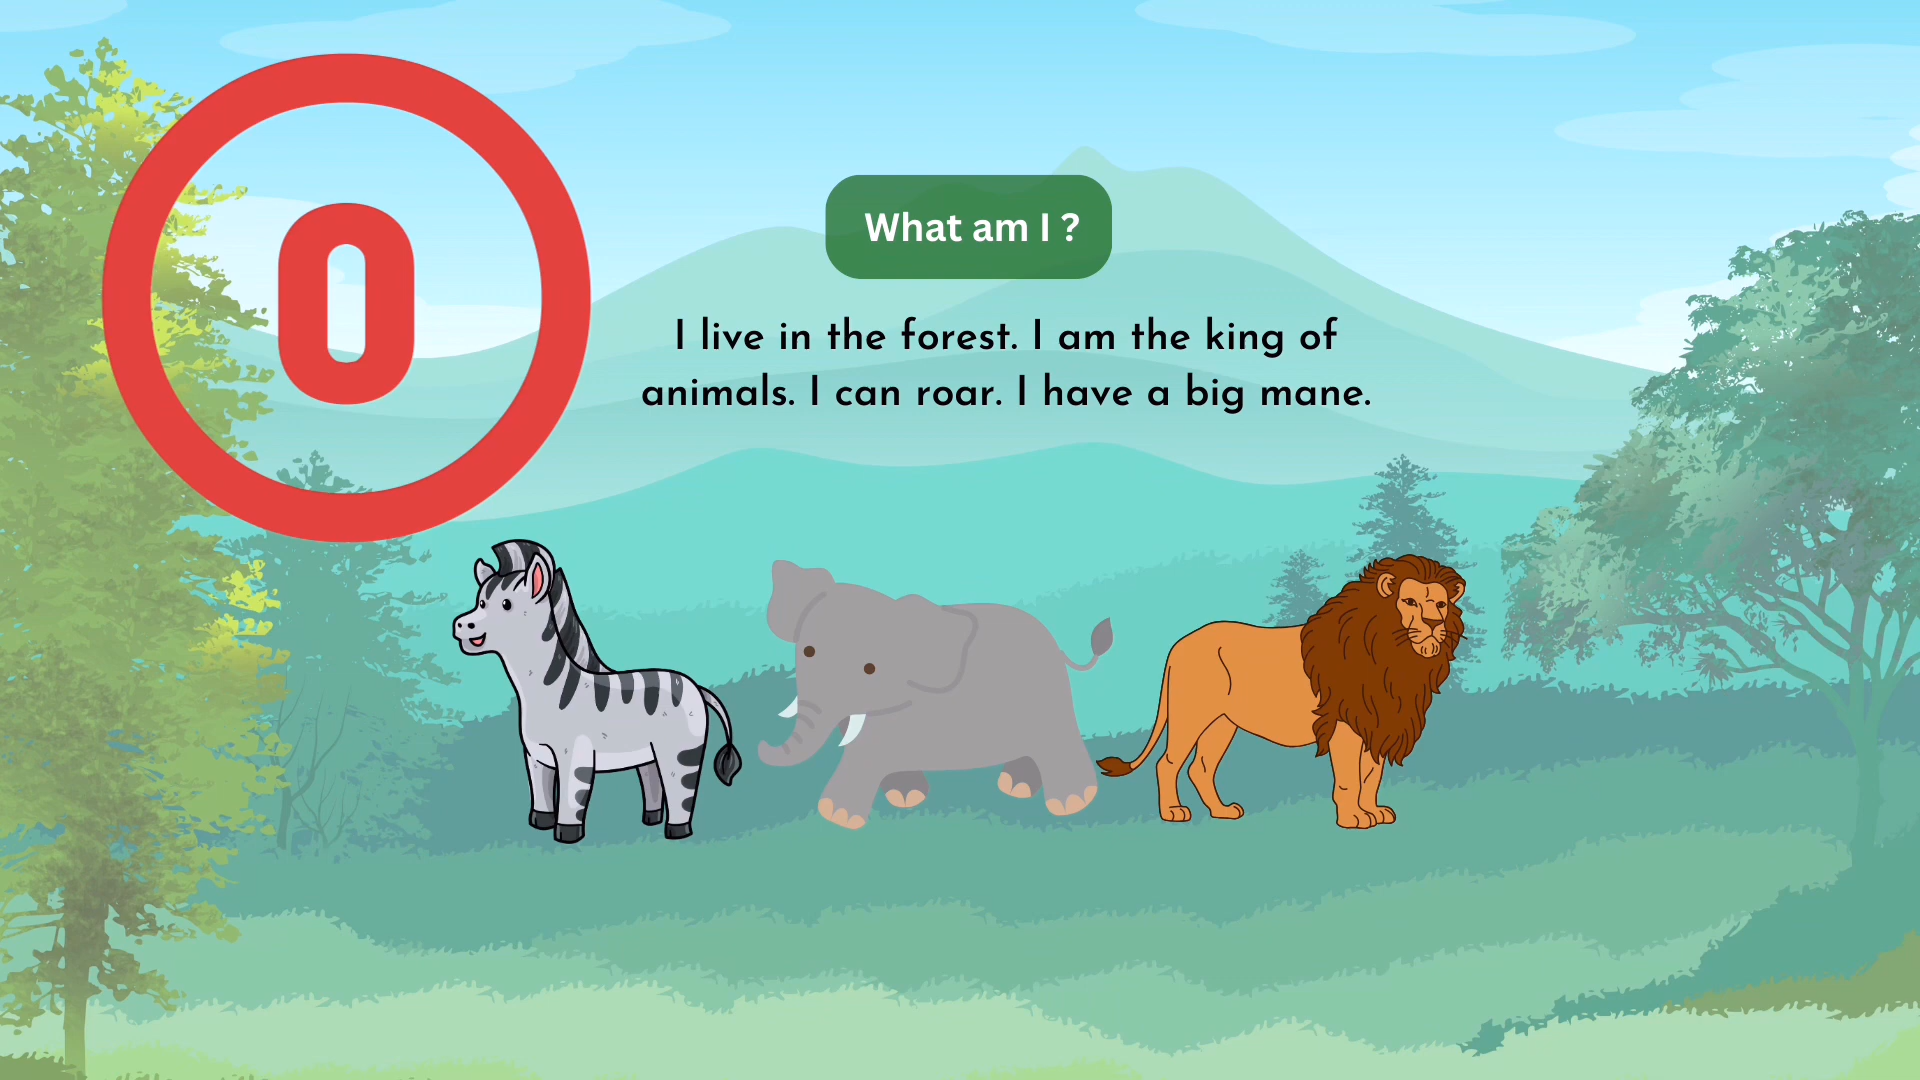 0
What am I ?
I live in the forest. I am the king of
animals. I can roar. I have a big mane.